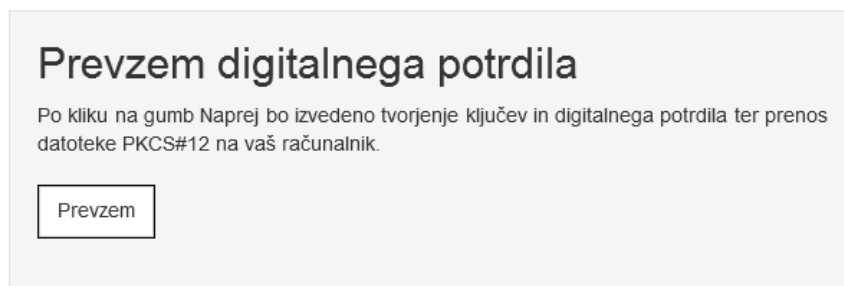 Prevzem digitalnega potrdila
Po kliku na gumb Naprej bo izvedeno tvorjenje ključev in digitalnega potrdila ter prenos
datoteke PKCS#12 na vaš računalnik.
Prevzem